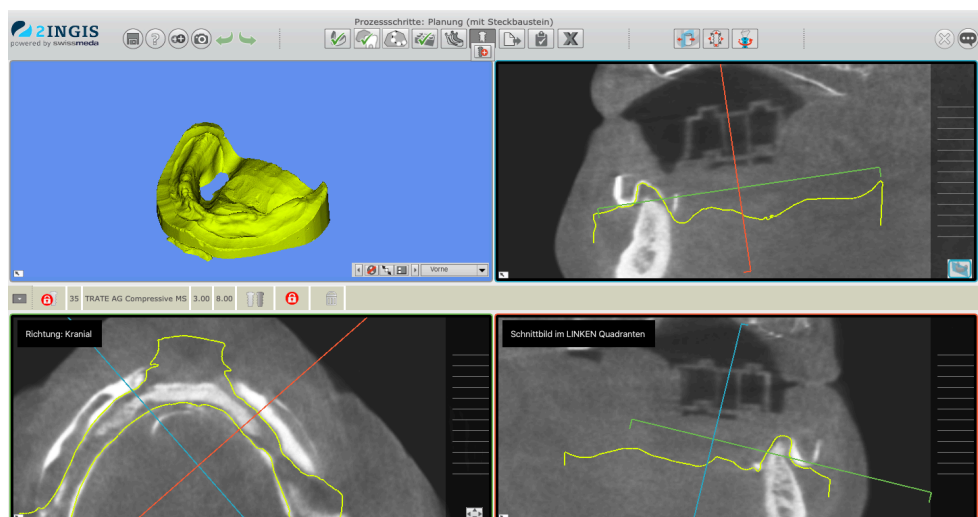 Prozessschritte: Planung (mit Steckbaustein)
2INGIS
powered by swissmeda
Vorne
35 TRATE AG Compressive MS 3.00 8.00
Richtung: Kranial
Schnittbild im LINKEN Quadranten